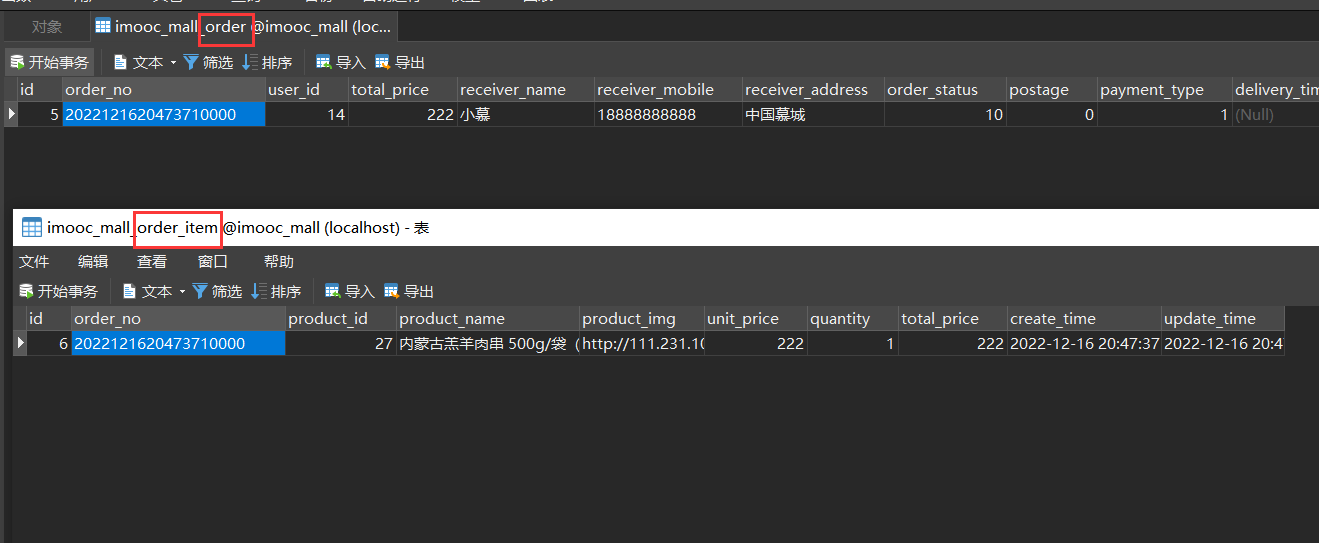 对象 imooc_mall_order @imooc_mall (loc...
开始事务 文本 筛选 排序 导入 导出
id order_no user_id total_price receiver_name receiver_mobile receiver_address order_status postage payment_type delivery_tim
5 2022121620473710000 14 222 小慕 18888888888 中国慕城 10 0 1 (Null)
imooc_mall_order_item @imooc_mall (localhost) - 表
文件 编辑 查看 窗口 帮助
开始事务 文本 筛选 排序 导入 导出
id order_no product_id product_name product_img unit_price quantity total_price create_time update_time
6 2022121620473710000 27 内蒙古羔羊肉串 500g/袋（ http://111.231.10 222 1 222 2022-12-16 20:47:37 2022-12-16 20:4